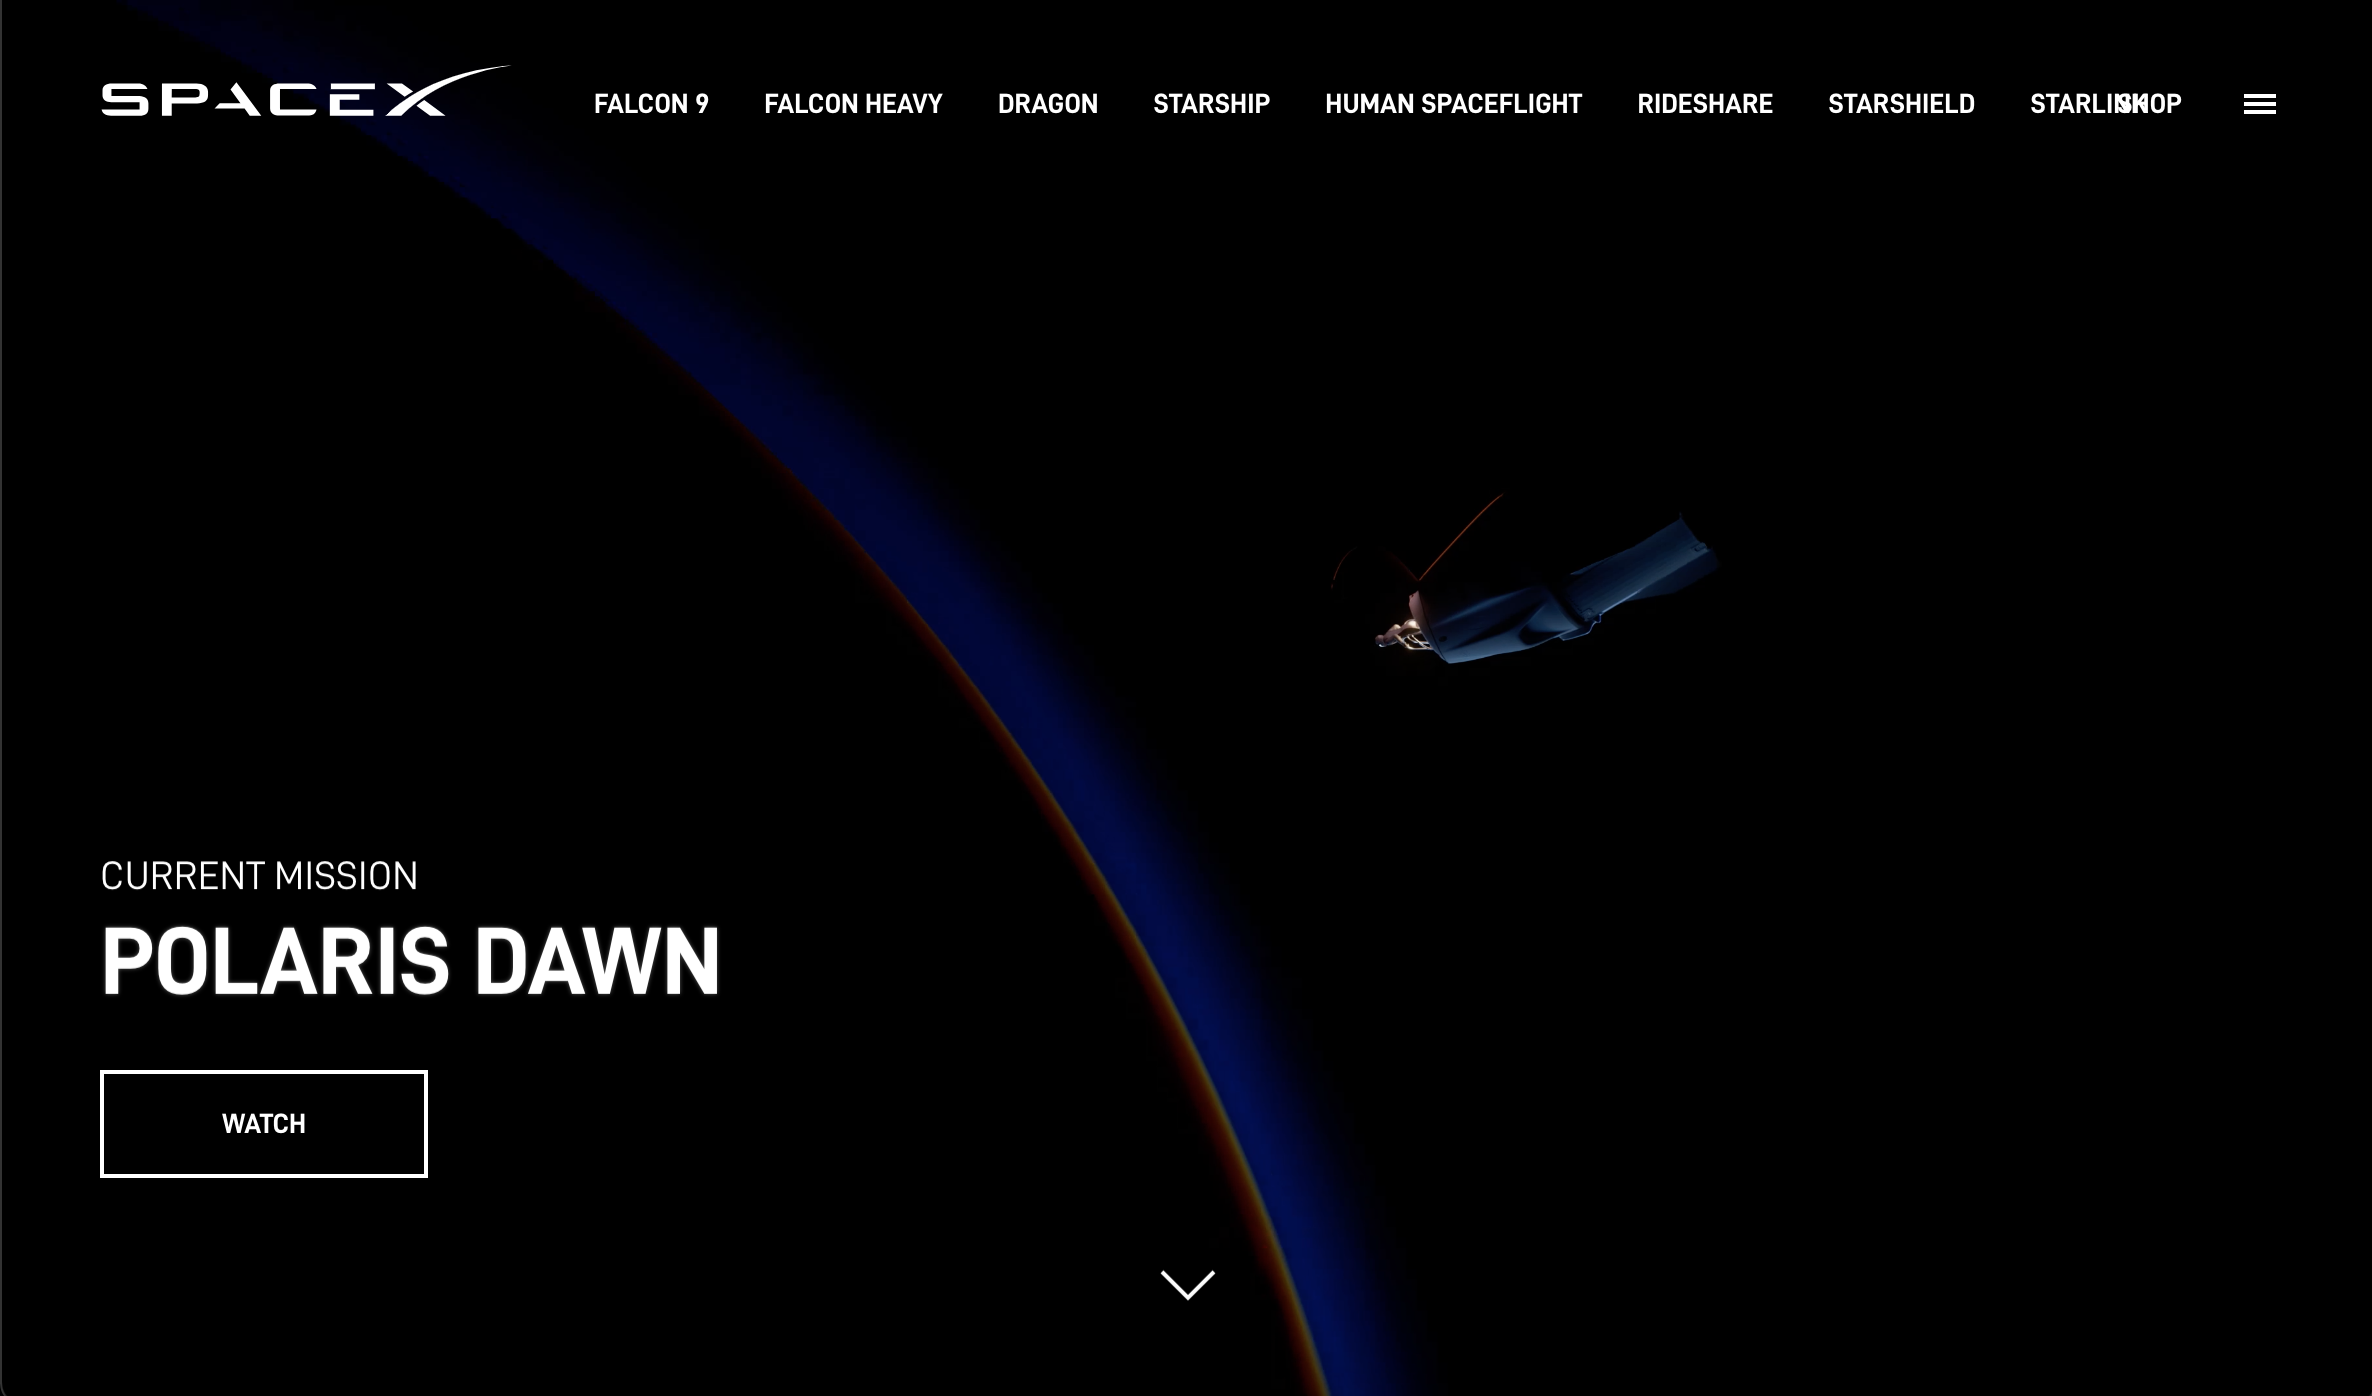 SPACEX FALCON 9 FALCON HEAVY DRAGON STARSHIP HUMAN SPACEFLIGHT RIDESHARE STARSHIELD STARLINK SHOP
CURRENT MISSION
POLARIS DAWN
WATCH